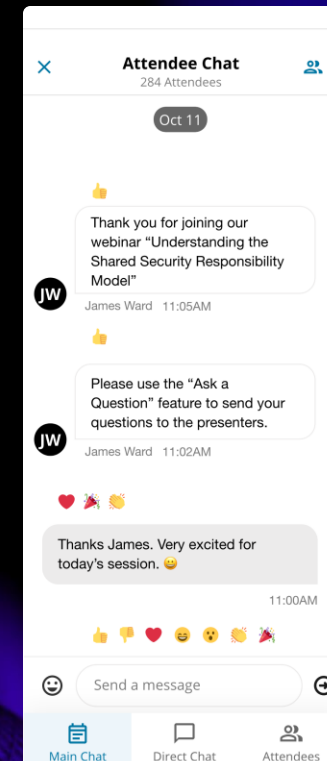 Attendee Chat
284 Attendees
Oct 11
👍
Thank you for joining our
webinar “Understanding the
Shared Security Responsibility
Model”
JW
James Ward 11:05AM
👍
Please use the “Ask a
Question” feature to send your
questions to the presenters.
JW
James Ward 11:02AM
❤️ 🎉 👏
Thanks James. Very excited for
today’s session. 😀
11:00AM
👍 👎 ❤️ 😄 😮 👏 🎉
Send a message
Main Chat Direct Chat Attendees